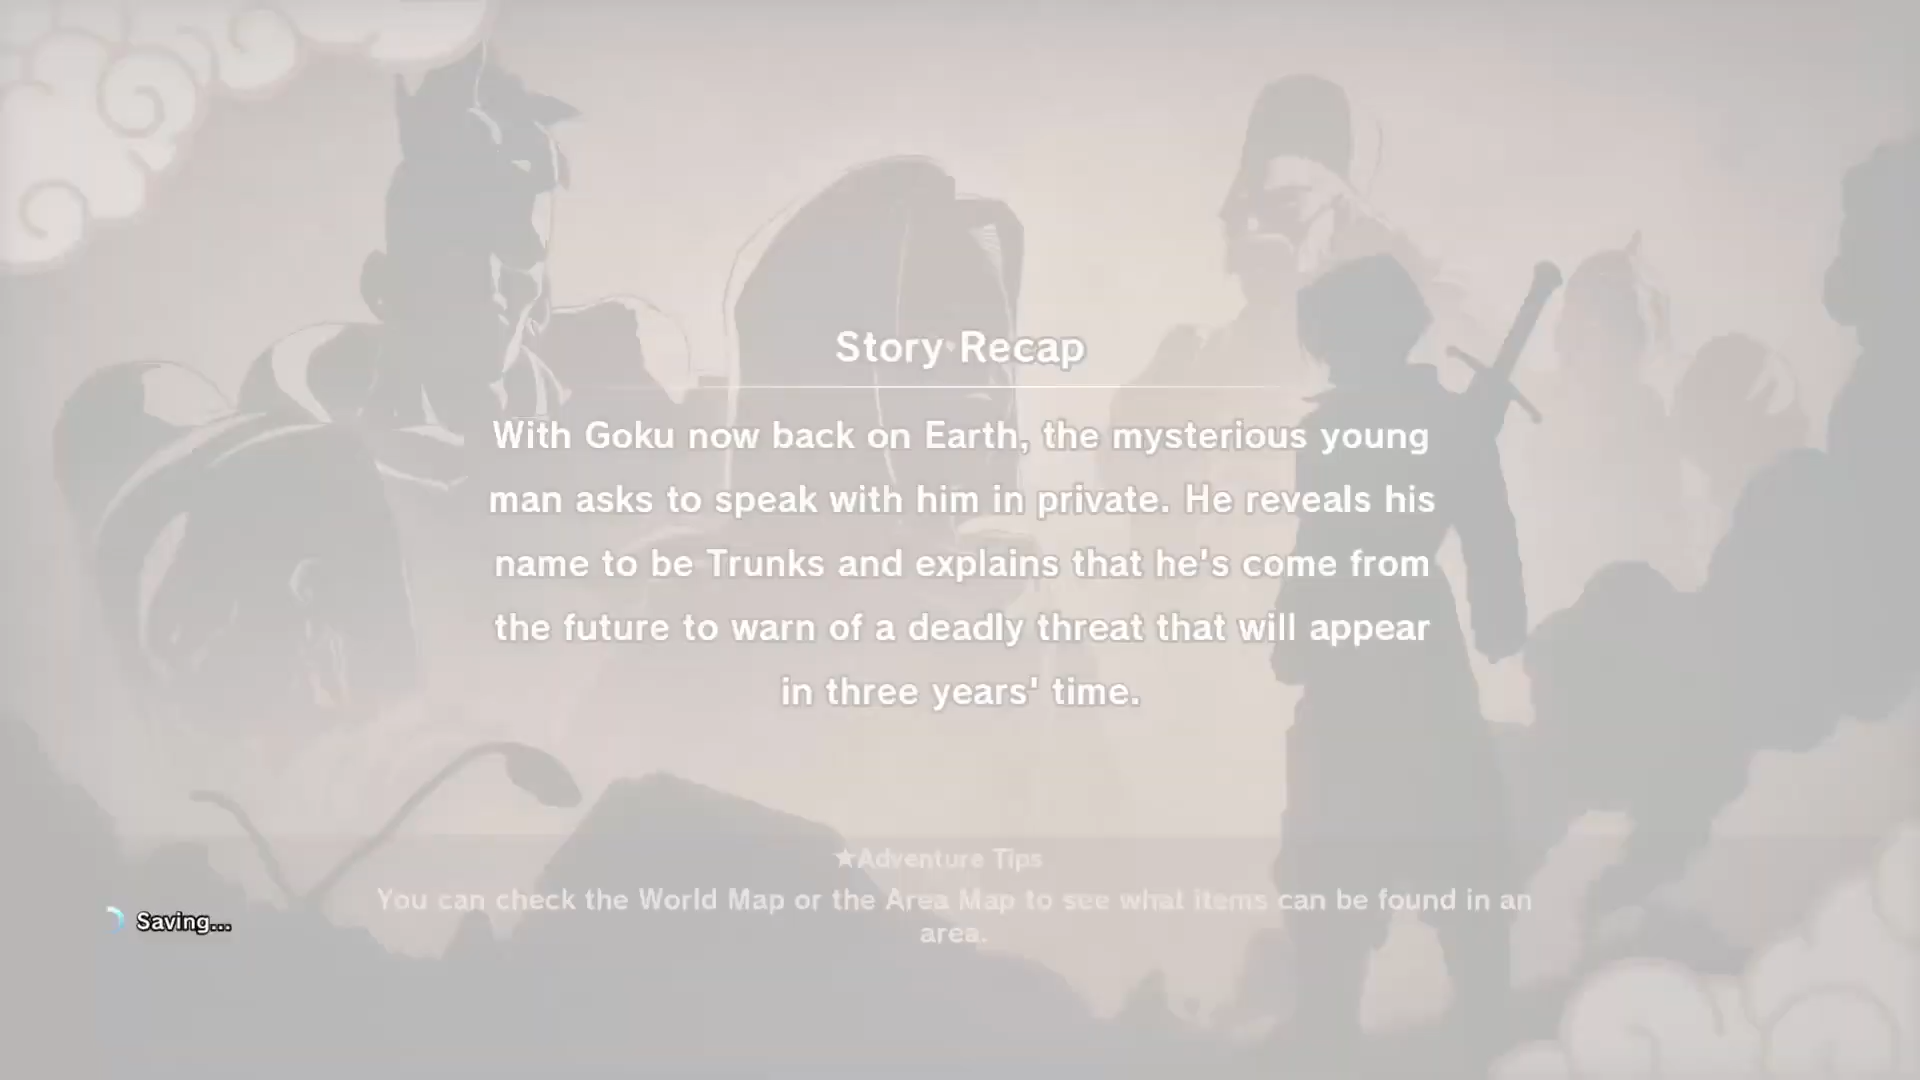 Story Recap
With Goku now back on Earth, the mysterious young
man asks to speak with him in private. He reveals his
name to be Trunks and explains that he's come from
the future to warn of a deadly threat that will appear
in three years' time.
★Adventure Tips
You can check the World Map or the Area Map to see what items can be found in an
area.
Saving...